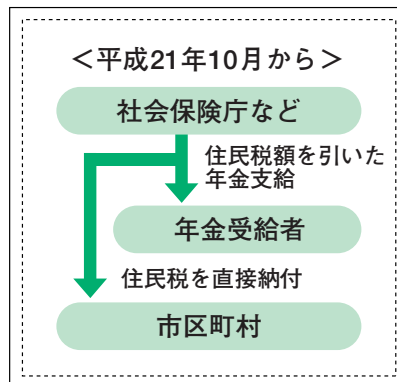 ＜平成21年10月から＞
社会保険庁など
住民税額を引いた
年金支給
年金受給者
住民税を直接納付
市区町村